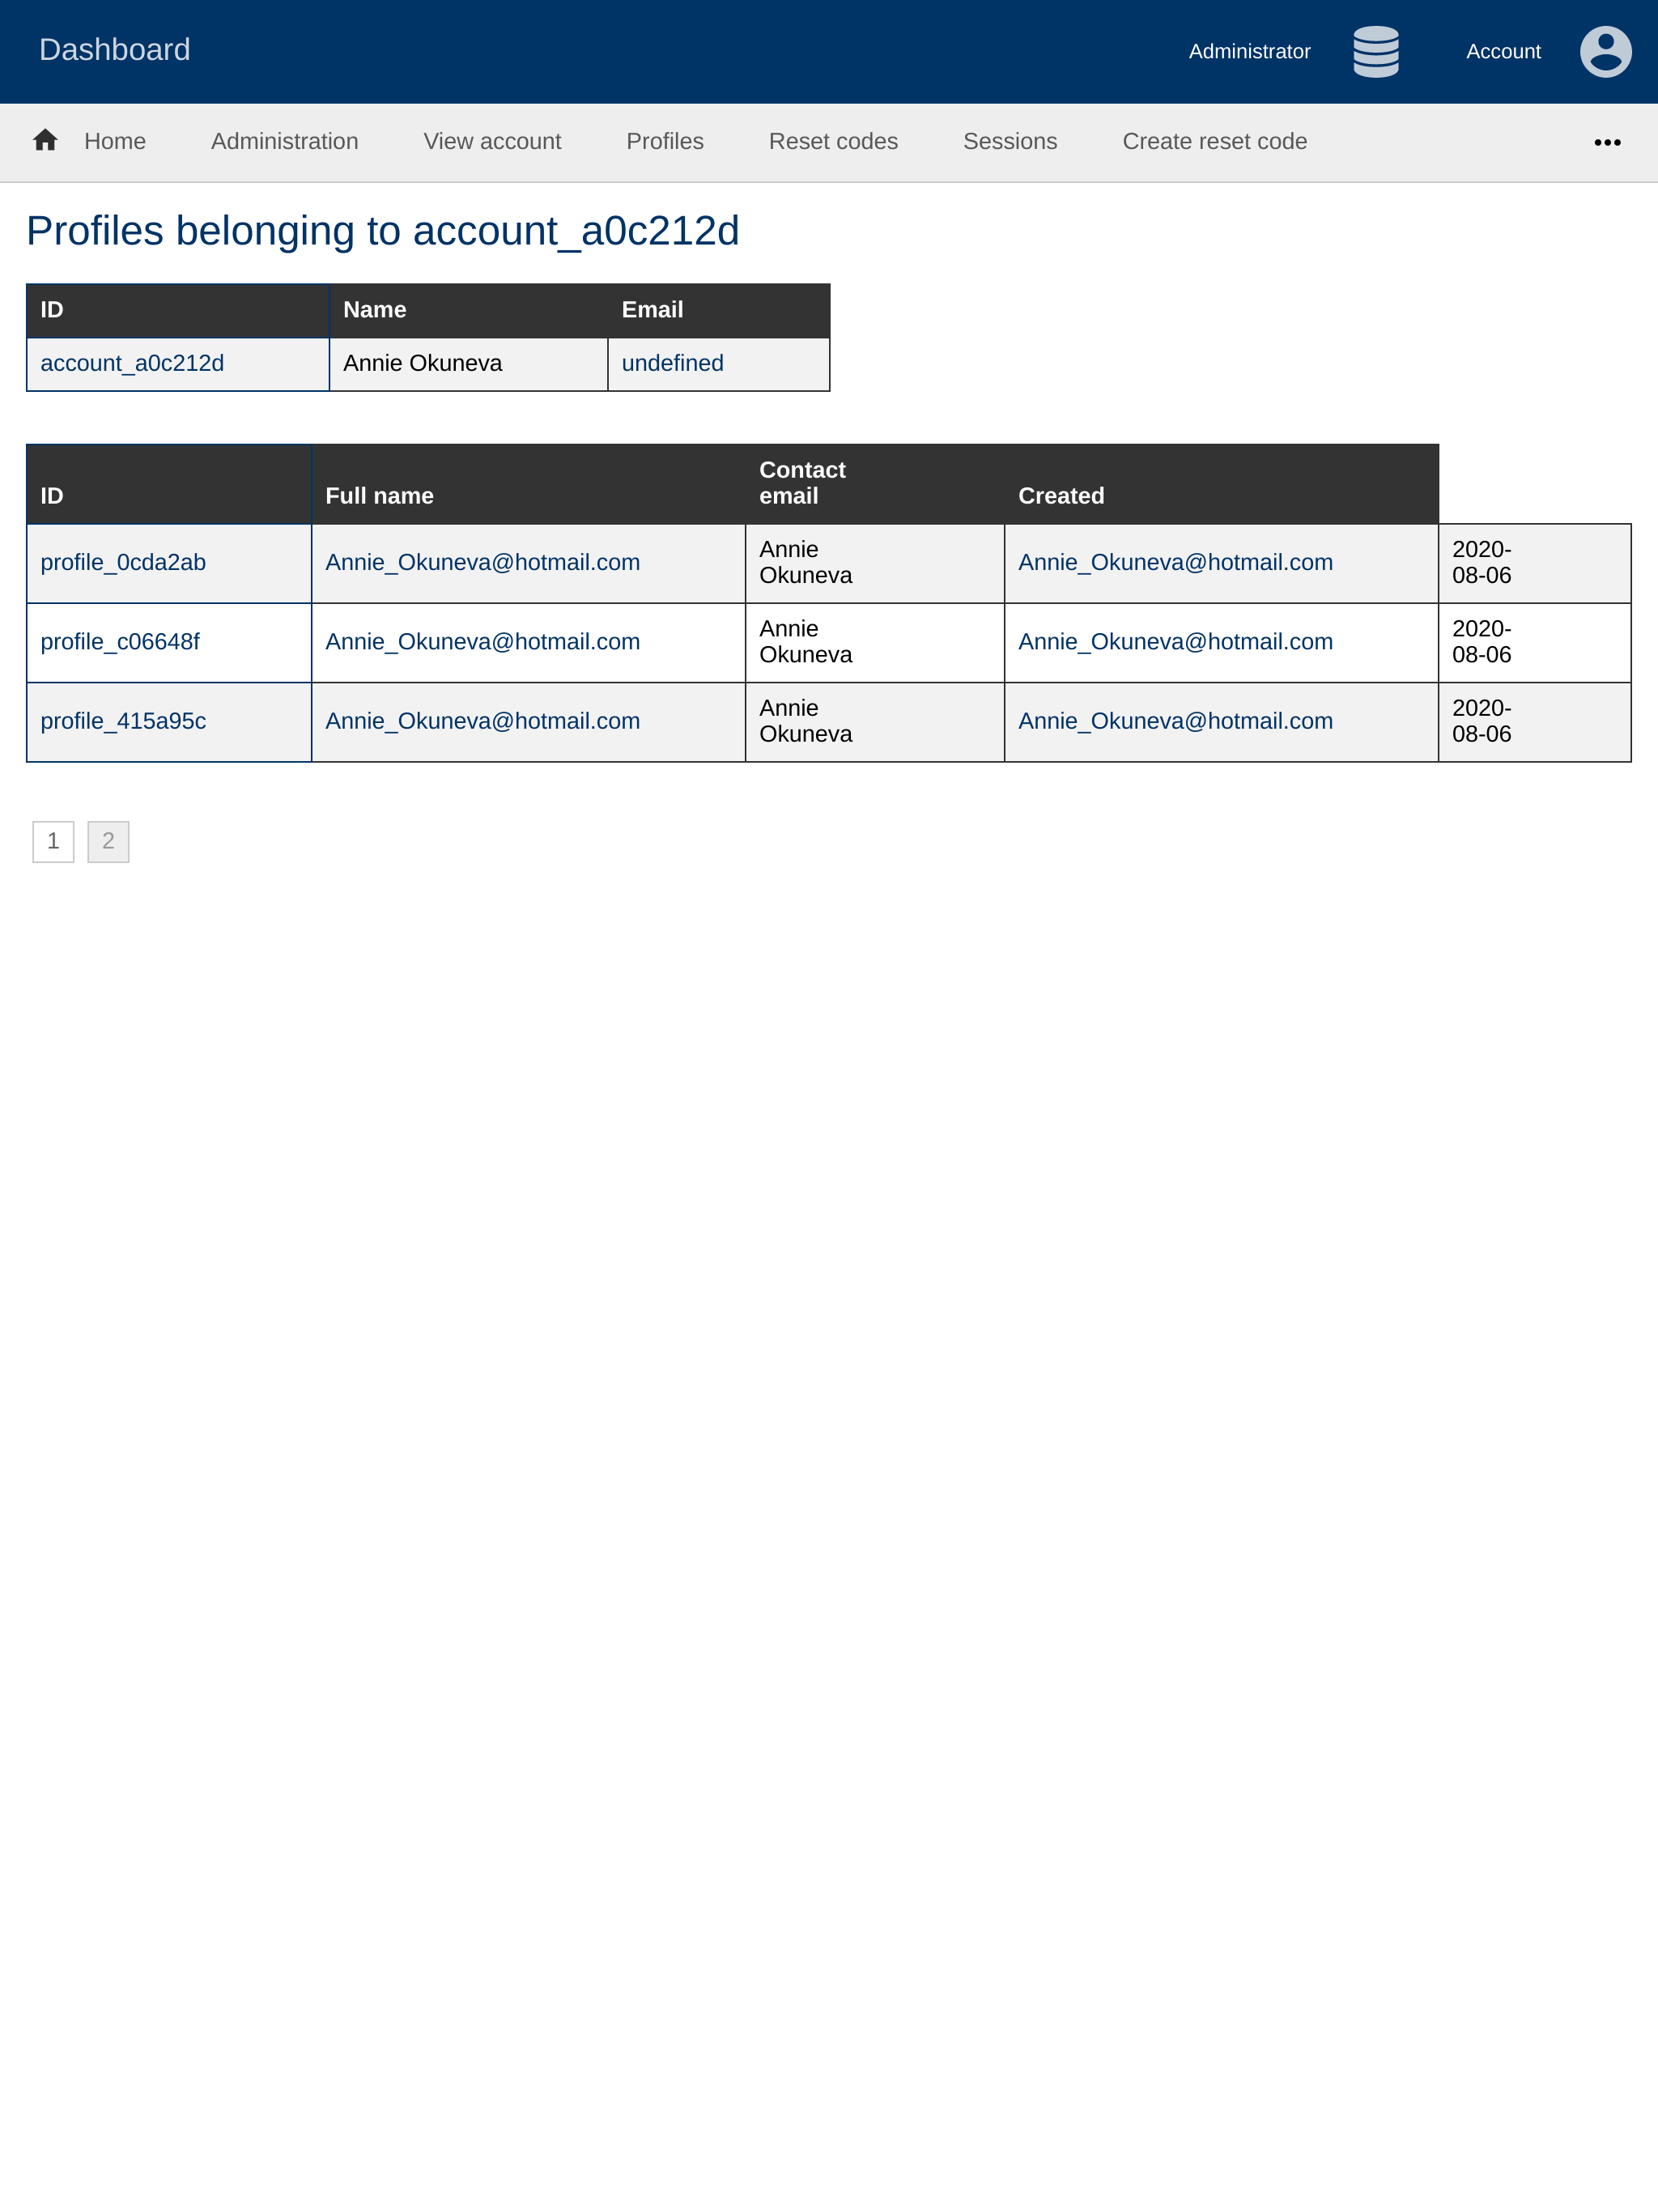 Dashboard
Administrator
Account
Home Administration View account Profiles Reset codes Sessions Create reset code
Profiles belonging to account_a0c212d
ID Name Email
account_a0c212d Annie Okuneva undefined
Contact
ID Full name email Created
Annie 2020-
profile_0cda2ab Annie_Okuneva@hotmail.com Annie_Okuneva@hotmail.com
Okuneva 08-06
Annie 2020-
profile_c06648f Annie_Okuneva@hotmail.com Annie_Okuneva@hotmail.com
Okuneva 08-06
Annie 2020-
profile_415a95c Annie_Okuneva@hotmail.com Annie_Okuneva@hotmail.com
Okuneva 08-06
1 2